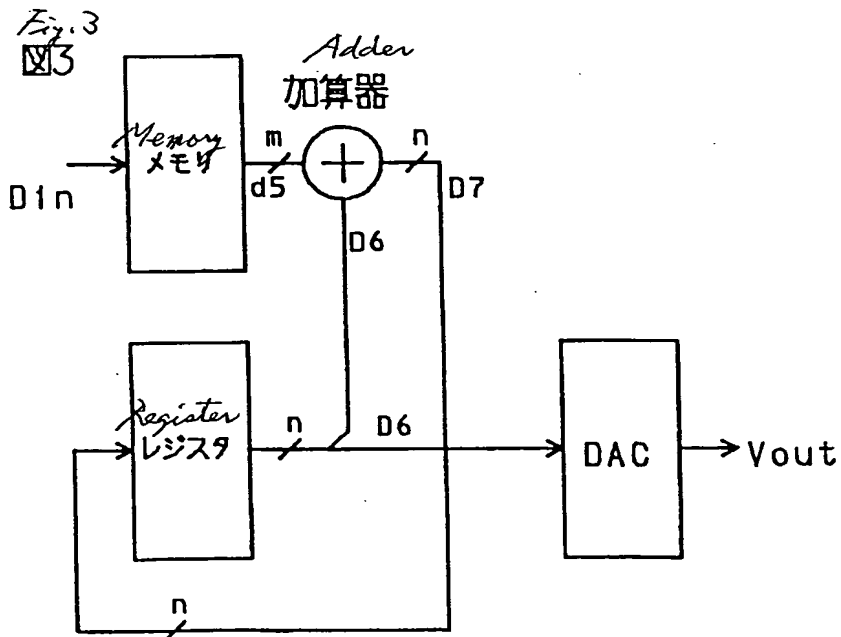 Fig. 3
図3
Adder
加算器
Memory
メモリ
m
n
Din
d5
D7
D6
Register
レジスタ
n
D6
DAC
Vout
n